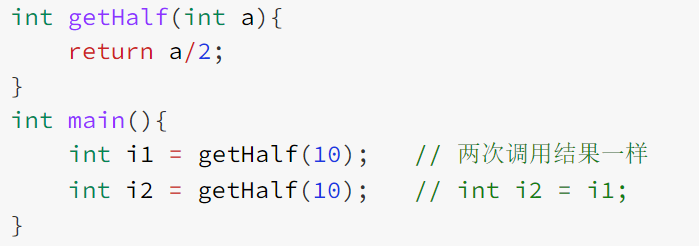 int getHalf(int a){
    return a/2;
}
int main(){
    int i1 = getHalf(10);   // 两次调用结果一样
    int i2 = getHalf(10);   // int i2 = i1;
}